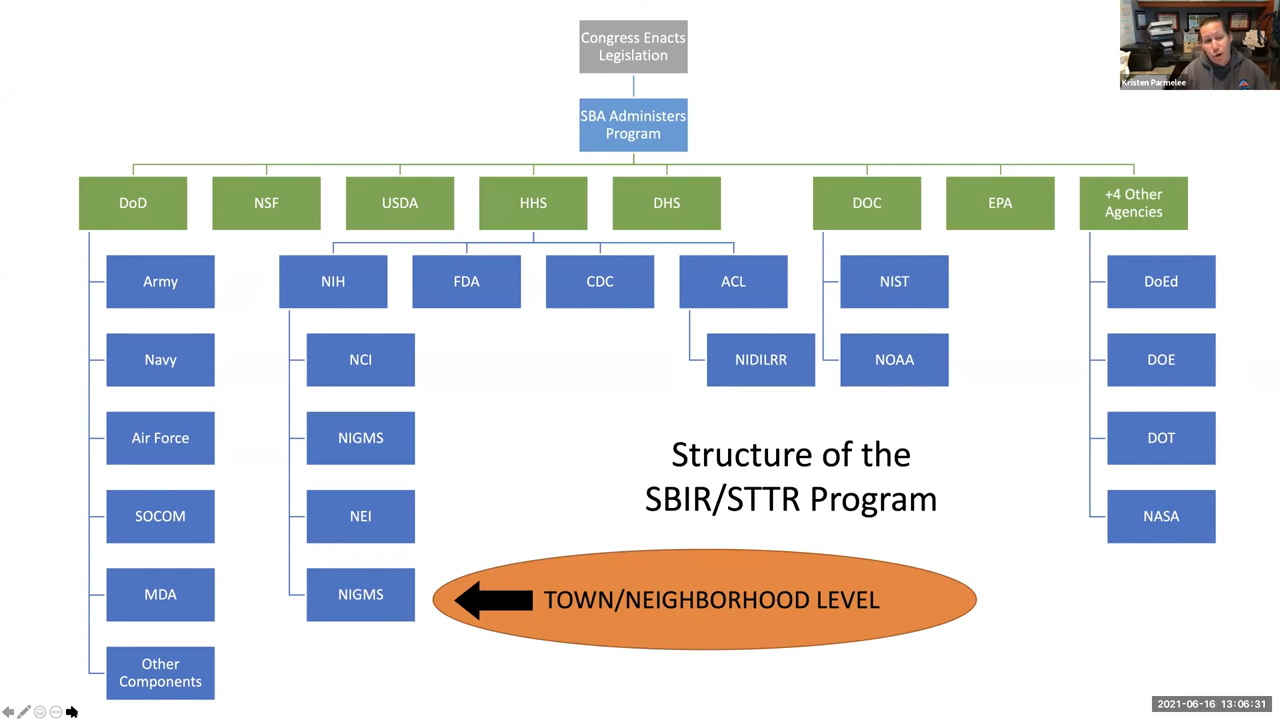 Congress Enacts
Legislation
Kristen Parmelee
SBA Administers
Program
DoD
NSF
USDA
HHS
DHS
DOC
EPA
+4 Other
Agencies
Army
NIH
FDA
CDC
ACL
NIST
DoEd
Navy
NCI
NIDILRR
NOAA
DOE
Air Force
NIGMS
DOT
Structure of the
SBIR/STTR Program
SOCOM
NEI
NASA
MDA
NIGMS
TOWN/NEIGHBORHOOD LEVEL
Other
Components
2021-06-16 13:06:31